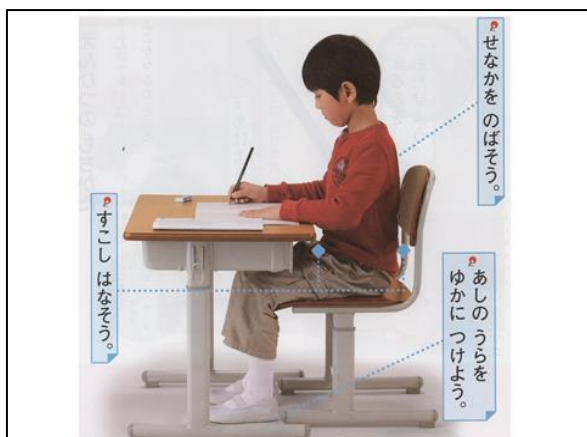 せなかを のばそう。
あしの うらを
ゆかに つけよう。
すこし はなそう。